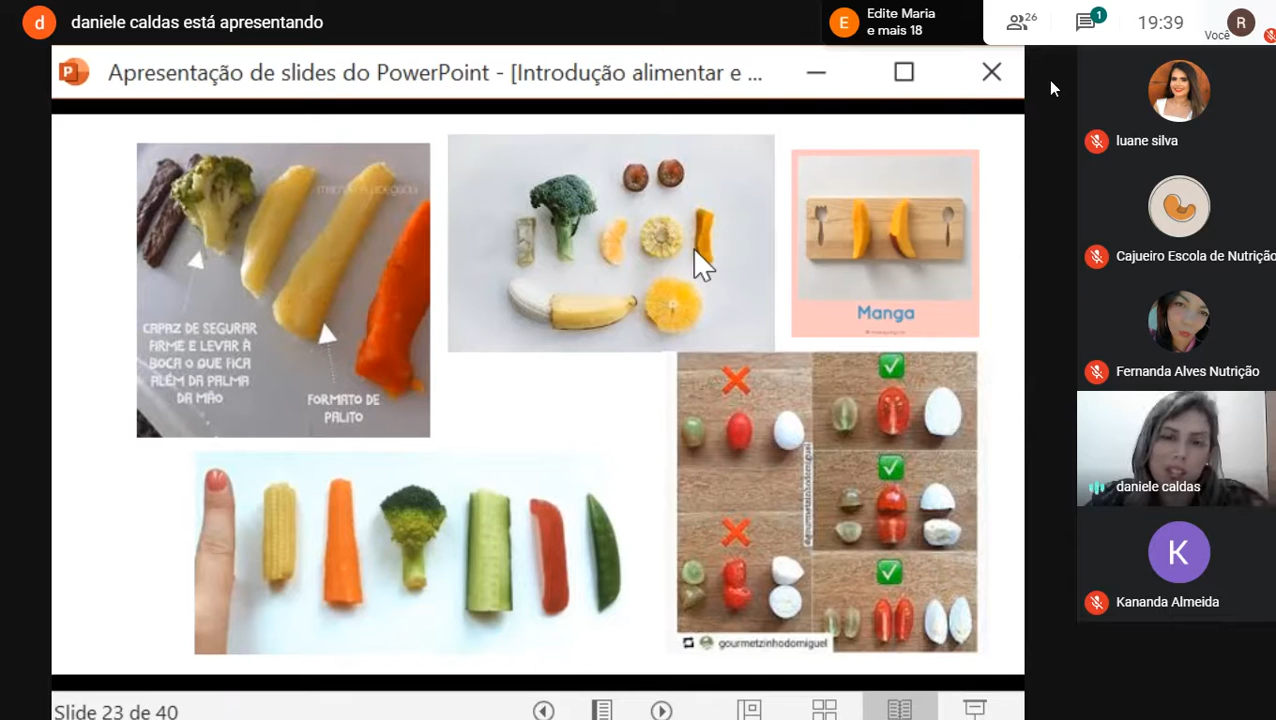 d
daniele caldas está apresentando
E
Edite Maria
e mais 18
26
1
19:39
Você
R
P
Apresentação de slides do PowerPoint - [Introdução alimentar e ...
CAPAZ DE SEGURAR
FIRME E LEVAR À
BOCA O QUE FICA
ALÉM DA PALMA
DA MÃO
FORMATO DE
PALITO
Manga
@gourmetzinhodomiguel
gourmetzinhodomiguel
Slide 23 de 40
luane silva
Cajueiro Escola de Nutrição
Fernanda Alves Nutrição
daniele caldas
K
Kananda Almeida